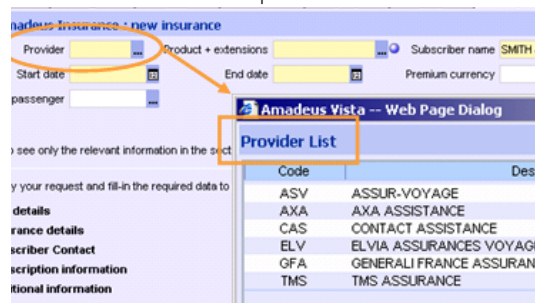 madeus Insurance : new insurance
Provider ... Product + extensions ... Subscriber name SMITH
Start date End date Premium currency
passenger ...
Amadeus Vista -- Web Page Dialog
see only the relevant information in the sect
Provider List
Code Des
y your request and fill-in the required data to
ASV ASSUR-VOYAGE
details
AXA AXA ASSISTANCE
rance details
CAS CONTACT ASSISTANCE
scriber Contact
ELV ELVIA ASSURANCES VOYAG
scription information
GFA GENERALI FRANCE ASSURAN
itional information
TMS TMS ASSURANCE